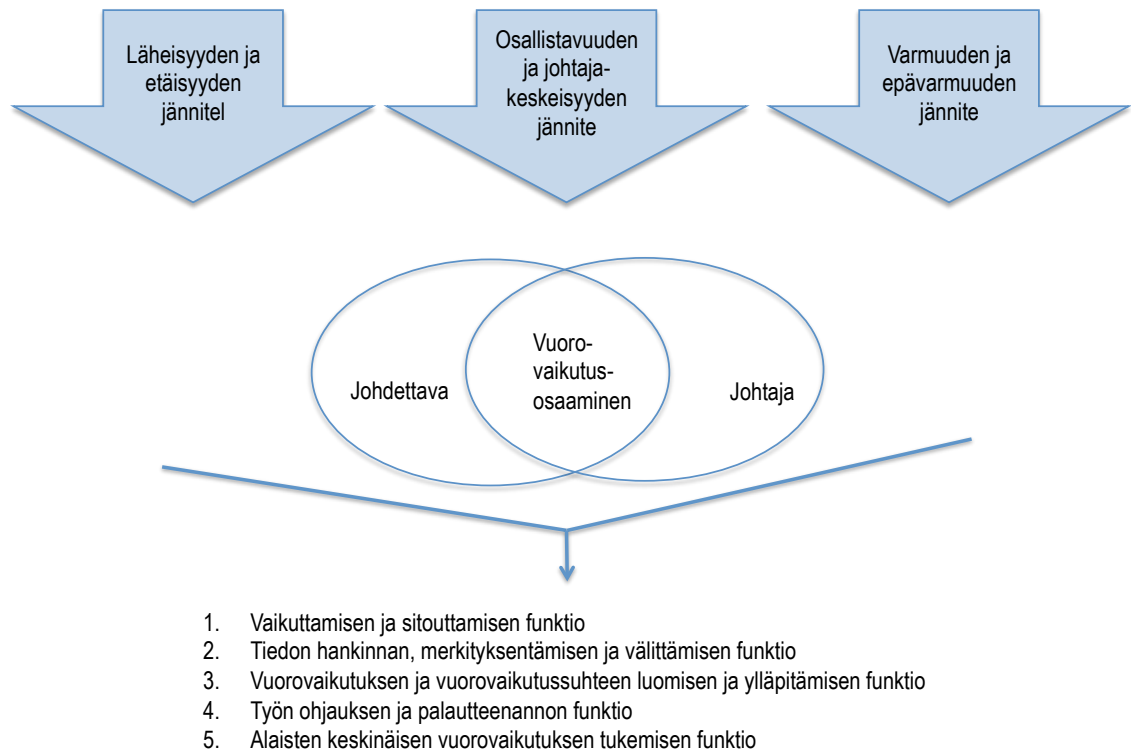 Läheisyyden ja
etäisyyden
jännitel
Osallistavuuden
ja johtaja-
keskeisyyden
jännite
Varmuuden ja
epävarmuuden
jännite
Johdettava
Vuoro-
vaikutus-
osaaminen
Johtaja
1. Vaikuttamisen ja sitouttamisen funktio
2. Tiedon hankinnan, merkityksentämisen ja välittämisen funktio
3. Vuorovaikutuksen ja vuorovaikutussuhteen luomisen ja ylläpitämisen funktio
4. Työn ohjauksen ja palautteenannon funktio
5. Alaisten keskinäisen vuorovaikutuksen tukemisen funktio